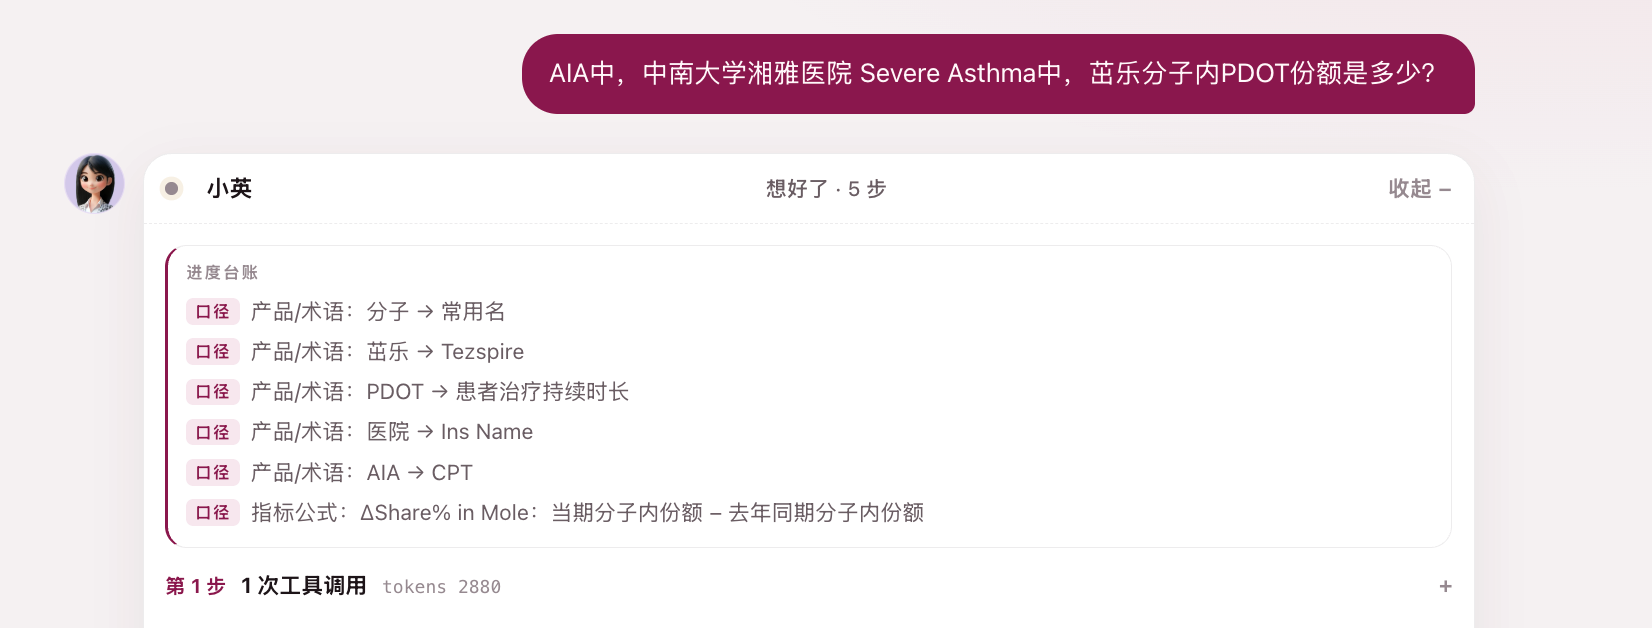 AIA中，中南大学湘雅医院 Severe Asthma中，茁乐分子内PDOT份额是多少？
小英
想好了 · 5 步
收起 –
进度台账
口径 产品/术语：分子 → 常用名
口径 产品/术语：茁乐 → Tezspire
口径 产品/术语：PDOT → 患者治疗持续时长
口径 产品/术语：医院 → Ins Name
口径 产品/术语：AIA → CPT
口径 指标公式：ΔShare% in Mole：当期分子内份额 – 去年同期分子内份额
第 1 步 1 次工具调用 tokens 2880 +